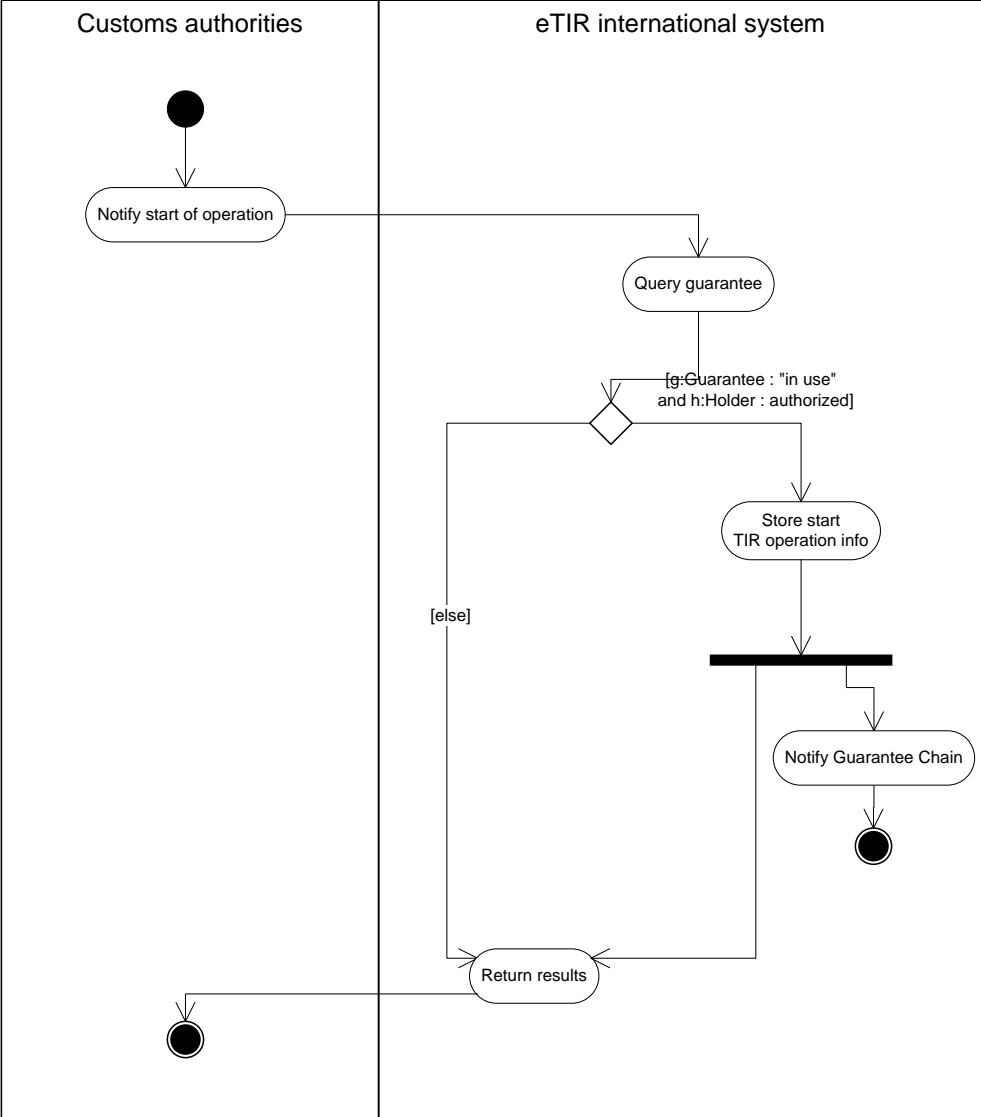 Customs authorities
eTIR international system
Notify start of operation
Query guarantee
[g:Guarantee : "in use"
and h:Holder : authorized]
Store start
TIR operation info
[else]
Notify Guarantee Chain
Return results